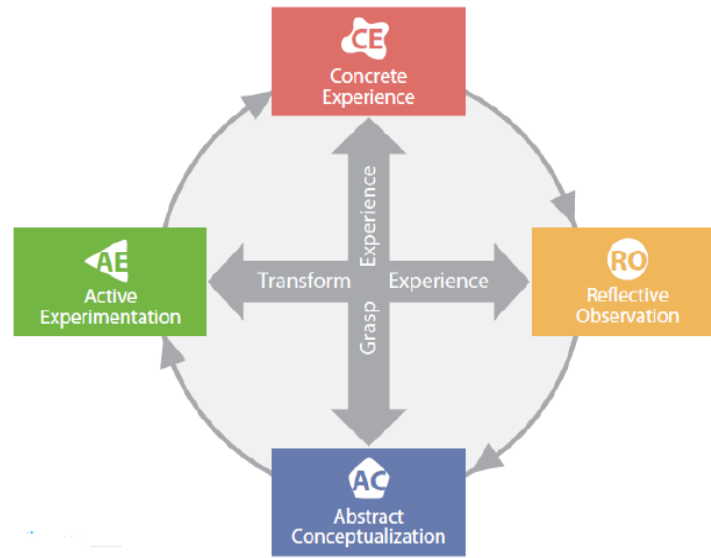 CE
Concrete
Experience
AE
Active
Experimentation
Transform Experience
Grasp Experience
RO
Reflective
Observation
AC
Abstract
Conceptualization